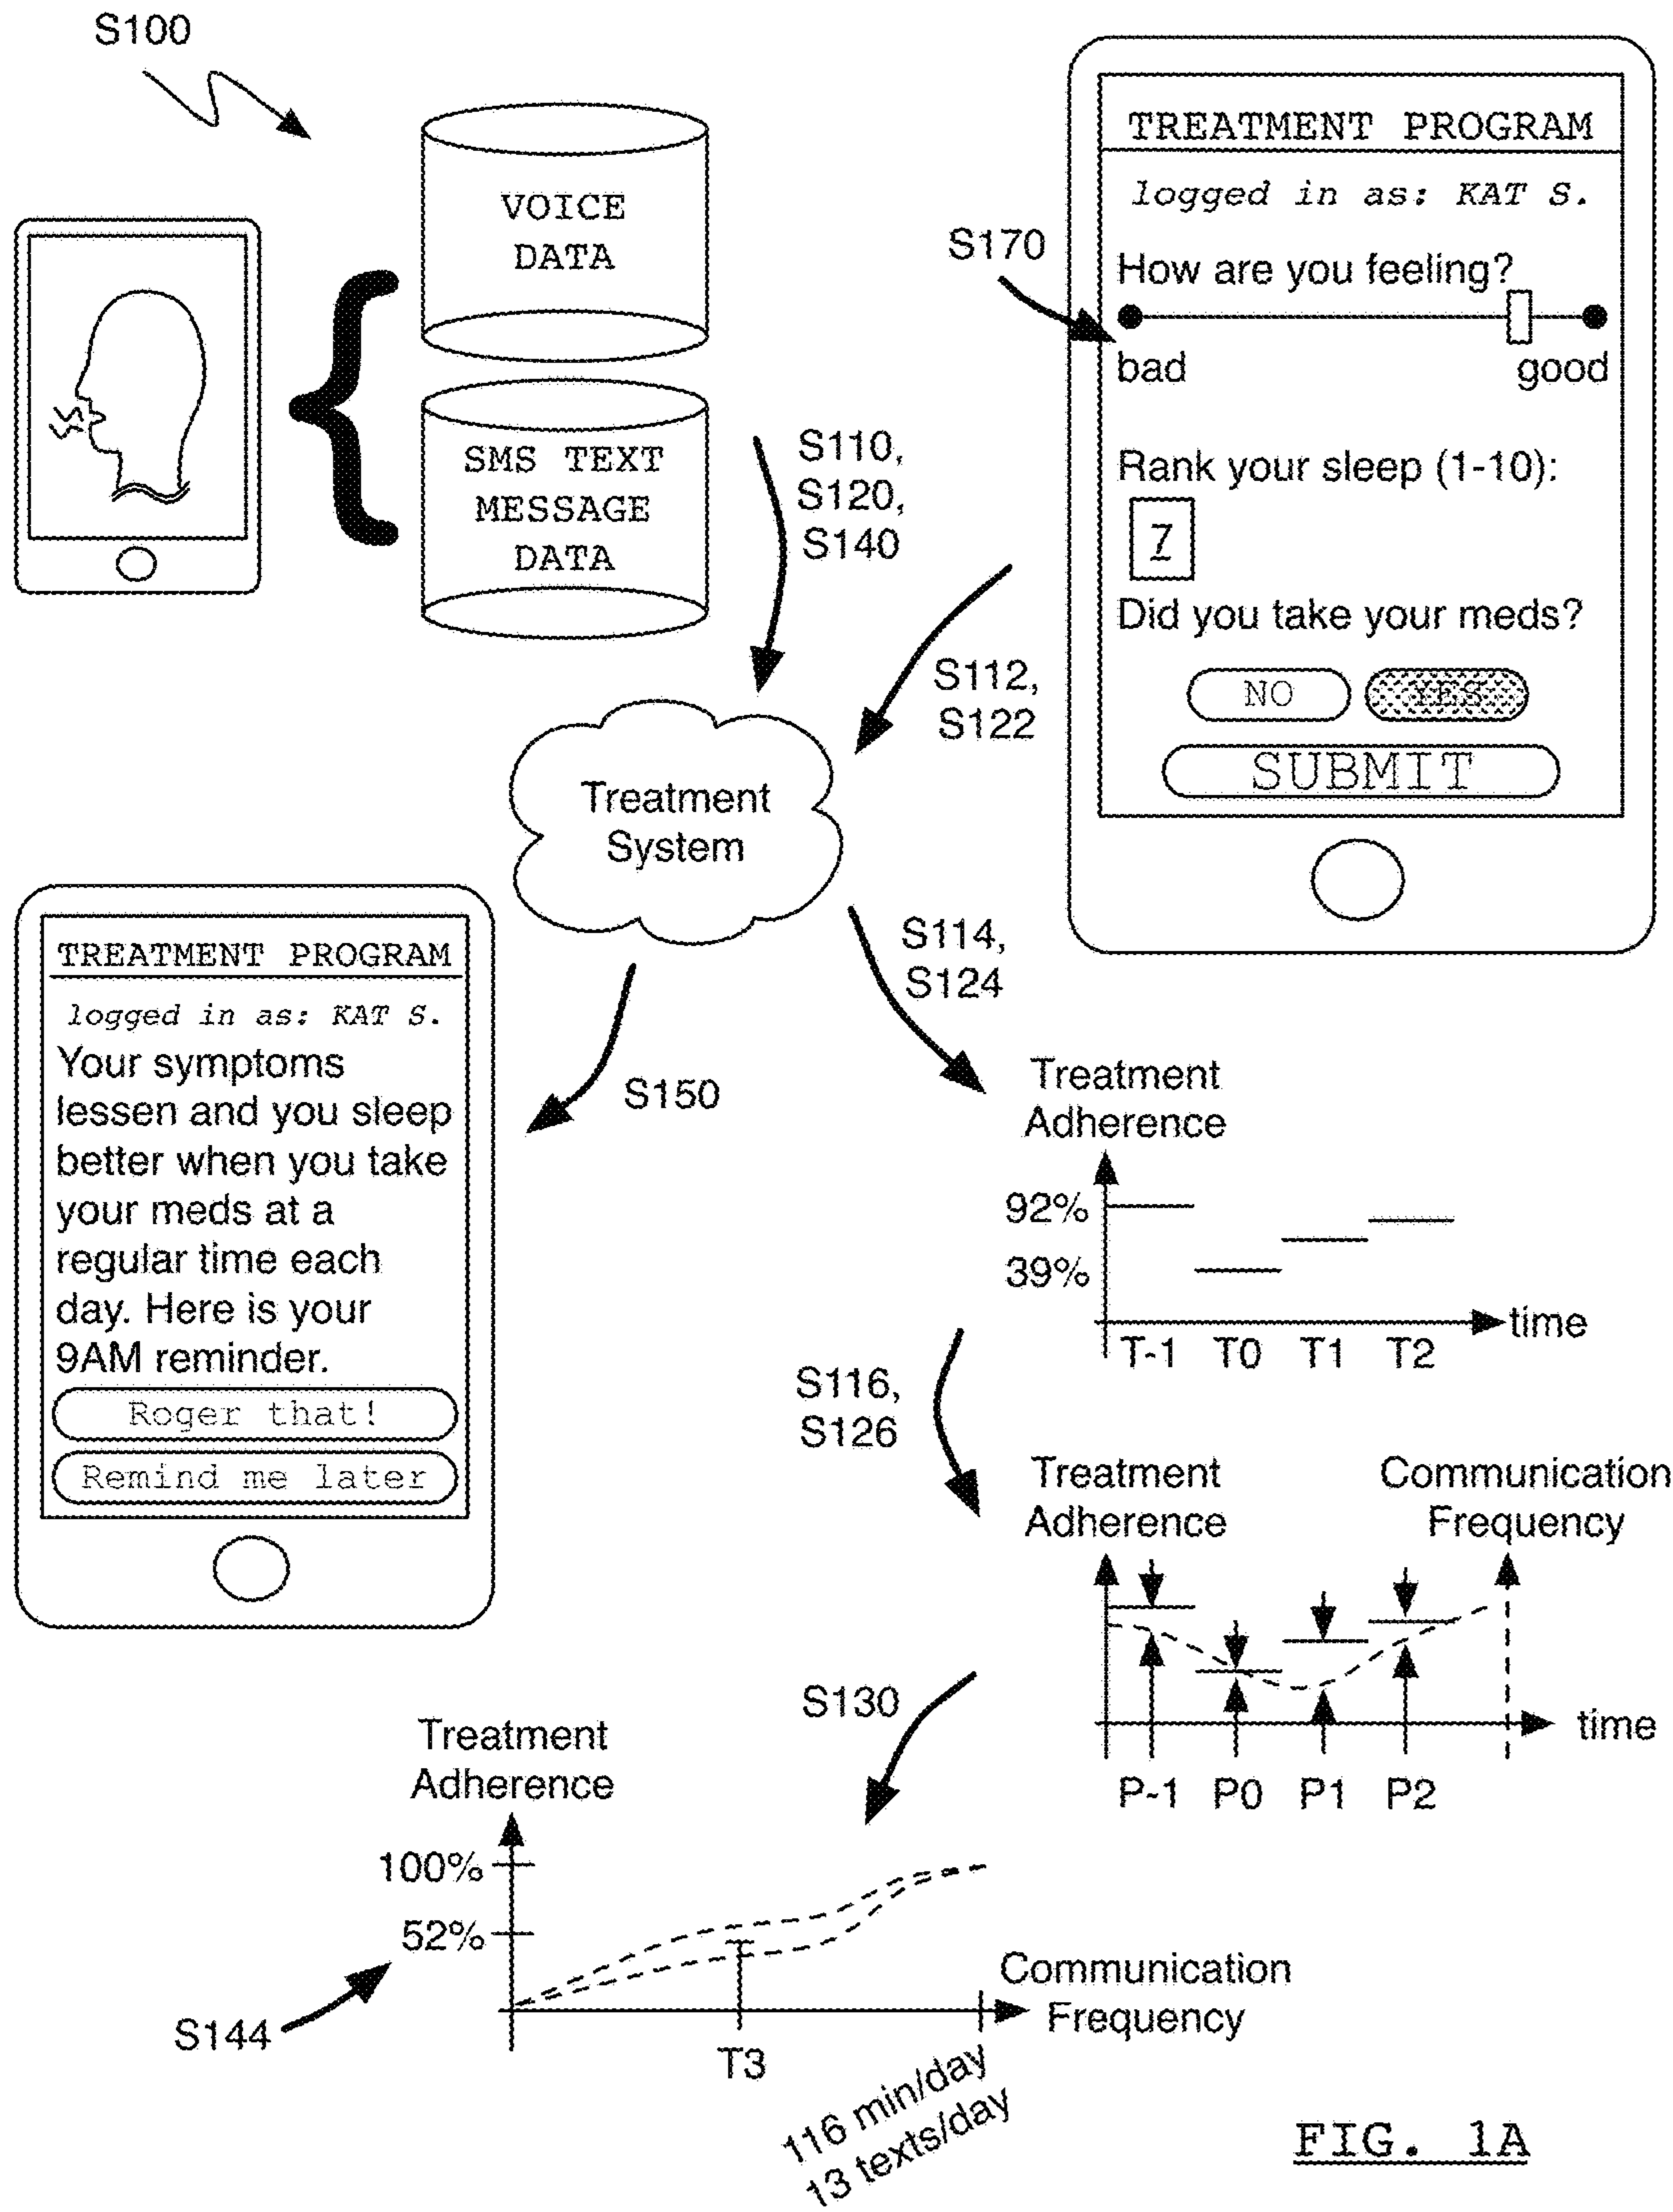 S100
VOICE
DATA
SMS TEXT
MESSAGE
DATA
S110,
S120,
S140
S170
TREATMENT PROGRAM
logged in as: KAT S.
How are you feeling?
bad
good
Rank your sleep (1-10):
7
Did you take your meds?
NO
YES
SUBMIT
S112,
S122
Treatment
System
S114,
S124
S150
TREATMENT PROGRAM
logged in as: KAT S.
Your symptoms
lessen and you sleep
better when you take
your meds at a
regular time each
day. Here is your
9AM reminder.
Roger that!
Remind me later
Treatment
Adherence
92%
39%
time
T-1 T0 T1 T2
S116,
S126
Treatment
Adherence
Communication
Frequency
time
P-1 P0 P1 P2
S130
Treatment
Adherence
100%
52%
Communication
Frequency
S144
T3
116 min/day
13 texts/day
FIG. 1A